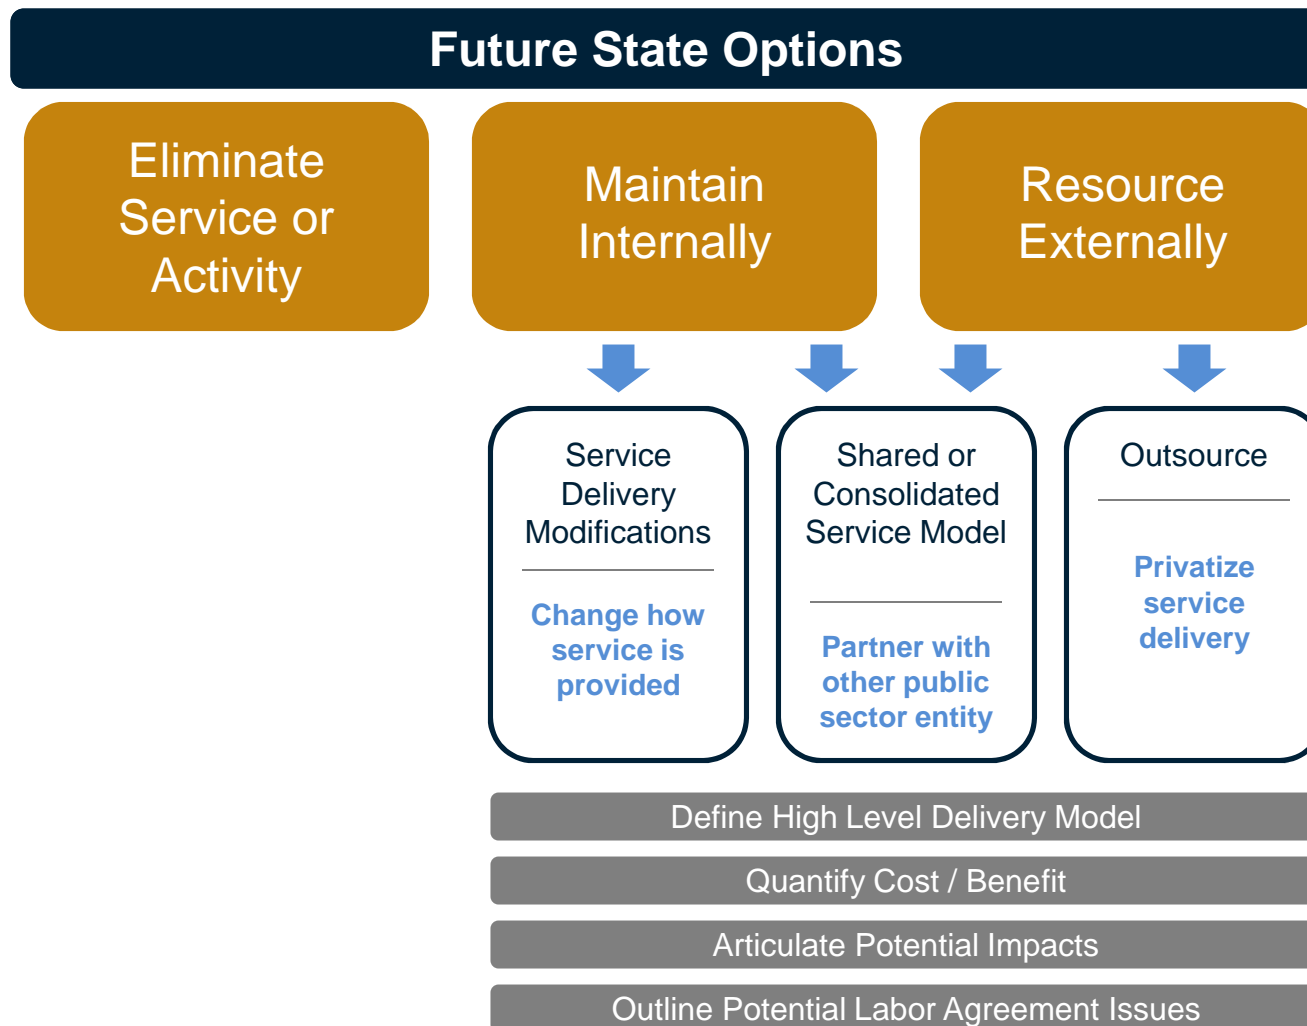 Future State Options
Eliminate
Service or
Activity
Maintain
Internally
Resource
Externally
Service
Delivery
Modifications
Change how
service is
provided
Shared or
Consolidated
Service Model
Partner with
other public
sector entity
Outsource
Privatize
service
delivery
Define High Level Delivery Model
Quantify Cost / Benefit
Articulate Potential Impacts
Outline Potential Labor Agreement Issues